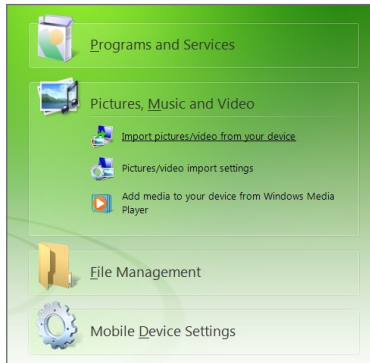 Programs and Services
Pictures, Music and Video
Import pictures/video from your device
Pictures/video import settings
Add media to your device from Windows Media
Player
File Management
Mobile Device Settings